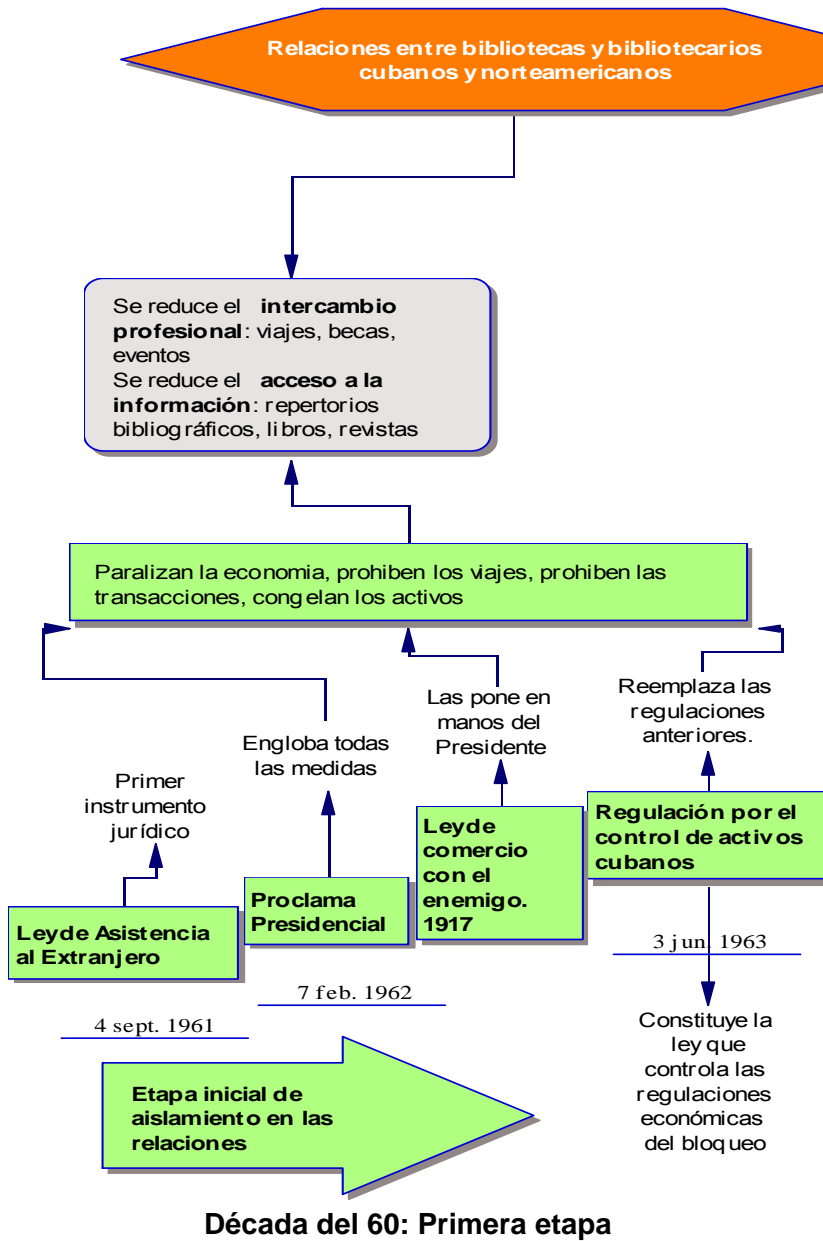 Relaciones entre bibliotecas y bibliotecarios
cubanos y norteamericanos
Se reduce el intercambio
profesional: viajes, becas,
eventos
Se reduce el acceso a la
información: repertorios
bibliográficos, libros, revistas
Paralizan la economia, prohiben los viajes, prohiben las
transacciones, congelan los activos
Primer
instrumento
jurídico
Engloba todas
las medidas
Las pone en
manos del
Presidente
Reemplaza las
regulaciones
anteriores.
Leyde Asistencia
al Extranjero
Proclama
Presidencial
Leyde
comercio
con el
enemigo.
1917
Regulación por el
control de activos
cubanos
4 sept. 1961
7 feb. 1962
3 jun. 1963
Constituye la
ley que
controla las
regulaciones
económicas
del bloqueo
Etapa inicial de
aislamiento en las
relaciones
Década del 60: Primera etapa